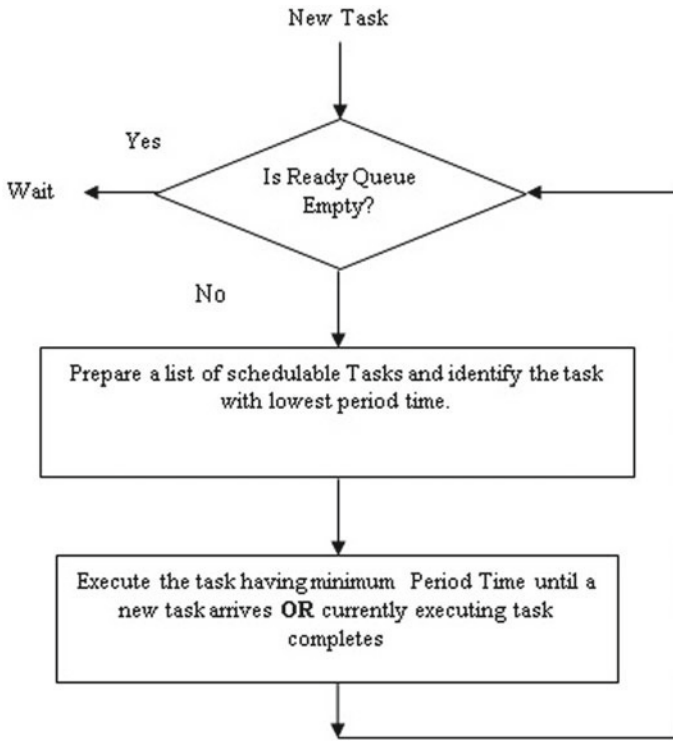 New Task
Yes
Is Ready Queue
Empty?
Wait
No
Prepare a list of schedulable Tasks and identify the task
with lowest period time.
Execute the task having minimum Period Time until a
new task arrives OR currently executing task
completes